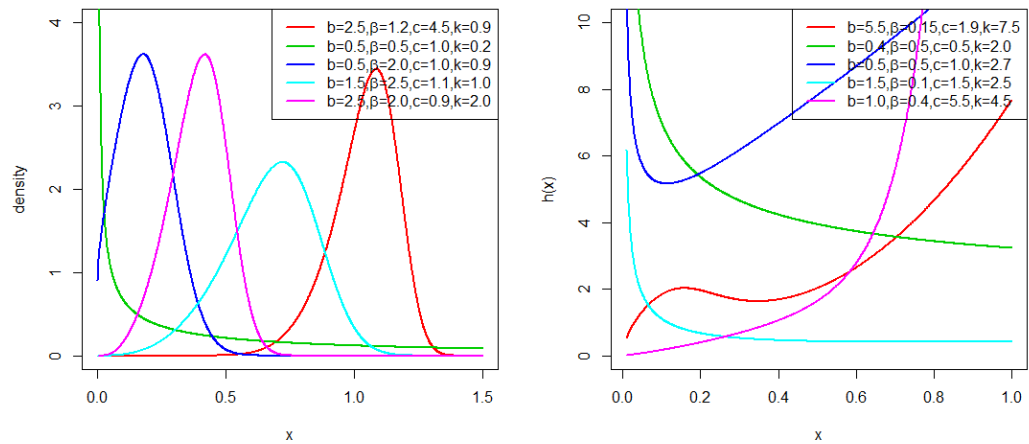 b=2.5,β=1.2,c=4.5,k=0.9
b=0.5,β=0.5,c=1.0,k=0.2
b=0.5,β=2.0,c=1.0,k=0.9
b=1.5,β=2.5,c=1.1,k=1.0
b=2.5,β=2.0,c=0.9,k=2.0
density
0
1
2
3
4
0.0
0.5
1.0
1.5
x
b=5.5,β=0.15,c=1.9,k=7.5
b=0.4,β=0.5,c=0.5,k=2.0
b=0.5,β=0.5,c=1.0,k=2.7
b=1.5,β=0.1,c=1.5,k=2.5
b=1.0,β=0.4,c=5.5,k=4.5
h(x)
0
2
4
6
8
10
0.0
0.2
0.4
0.6
0.8
1.0
x